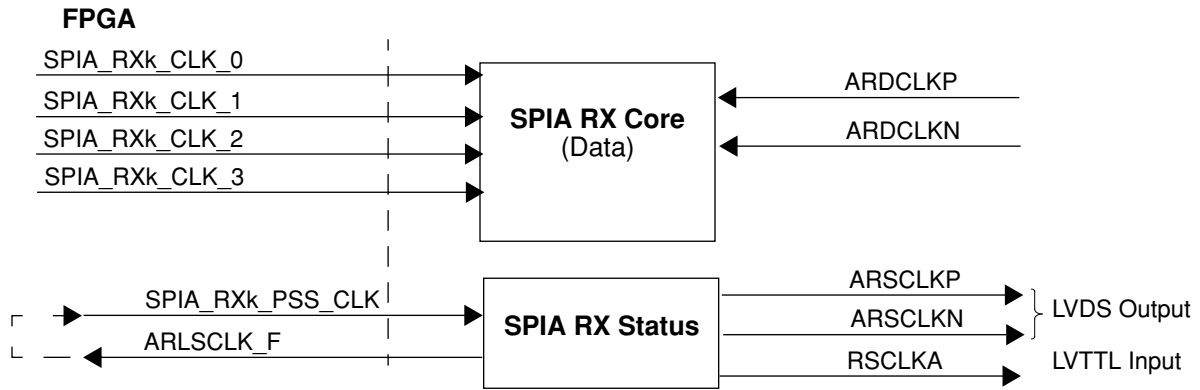 FPGA
SPIA_RXk_CLK_0
SPIA_RXk_CLK_1
SPIA_RXk_CLK_2
SPIA_RXk_CLK_3
SPIA RX Core
(Data)
ARDCLKP
ARDCLKN
SPIA_RXk_PSS_CLK
ARLSCLK_F
SPIA RX Status
ARSCLKP
ARSCLKN
RSCLKA
LVDS Output
LVTTL Input